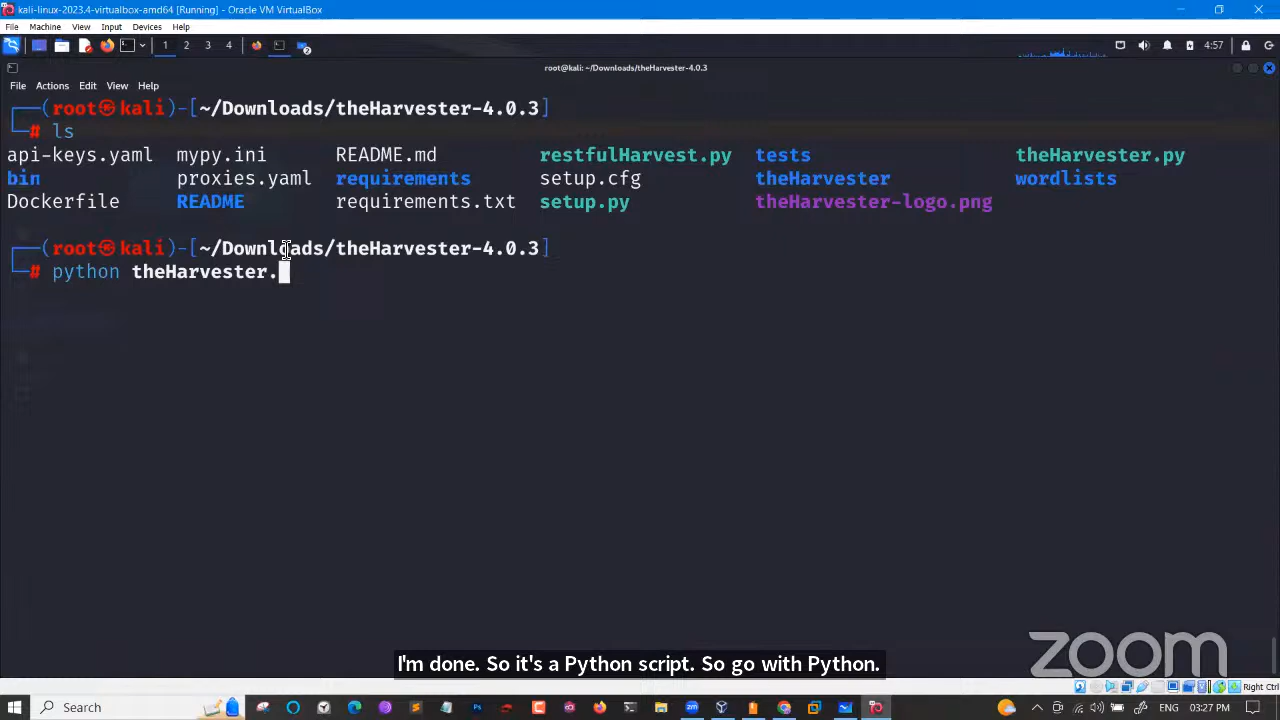 kali-linux-2023.4-virtualbox-amd64 [Running] - Oracle VM VirtualBox
File Machine View Input Devices Help
1 2 3 4 4:57
root@kali: ~/Downloads/theHarvester-4.0.3
File Actions Edit View Help
(root㉿kali)-[~/Downloads/theHarvester-4.0.3]
# ls
api-keys.yaml mypy.ini README.md restfulHarvest.py tests theHarvester.py
bin proxies.yaml requirements setup.cfg theHarvester wordlists
Dockerfile README requirements.txt setup.py theHarvester-logo.png
(root㉿kali)-[~/Downloads/theHarvester-4.0.3]
# python theHarvester.
I'm done. So it's a Python script. So go with Python.
zoom
Right Ctrl
Search ENG 03:27 PM